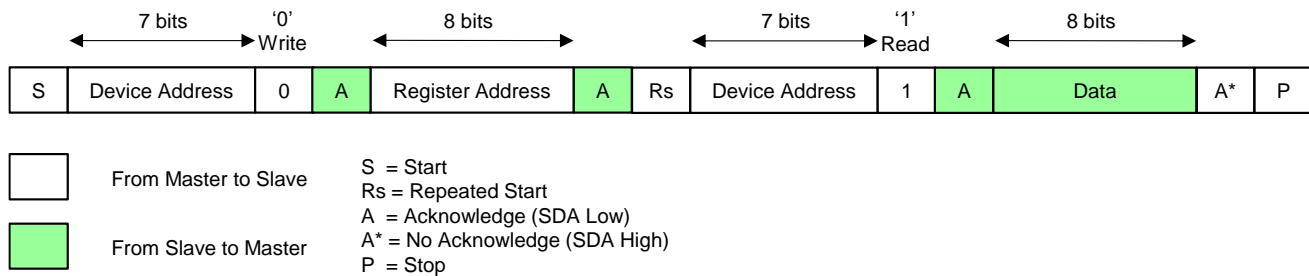 7 bits ‘0’ 8 bits 7 bits ‘1’ 8 bits
Write Read
S Device Address 0 A Register Address A Rs Device Address 1 A Data A* P
From Master to Slave
From Slave to Master
S = Start
Rs = Repeated Start
A = Acknowledge (SDA Low)
A* = No Acknowledge (SDA High)
P = Stop